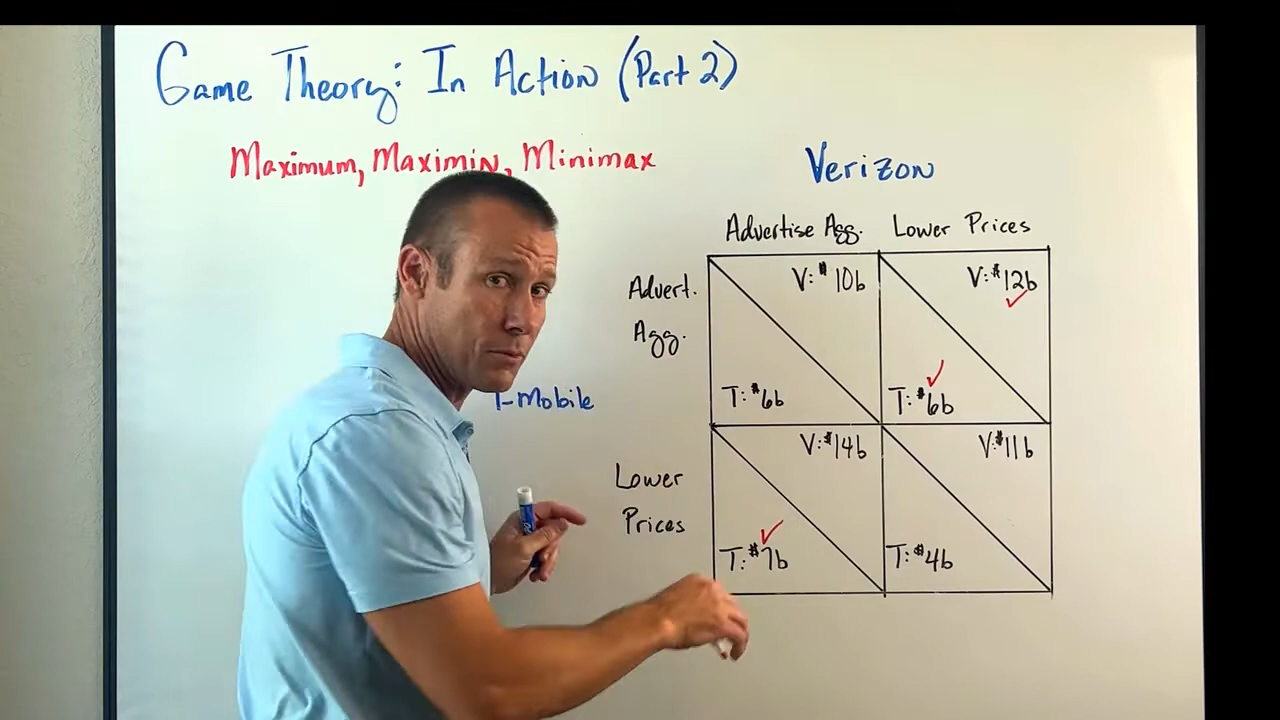 Game Theory: In Action (Part 2)
Maximum, Maximin, Minimax
Verizon
Advertise Agg. Lower Prices
Advert.
Agg.
V: $10b
V: $12b
T: $6b
T: $6b
T-Mobile
Lower
Prices
V: $14b
V: $11b
T: $7b
T: $4b